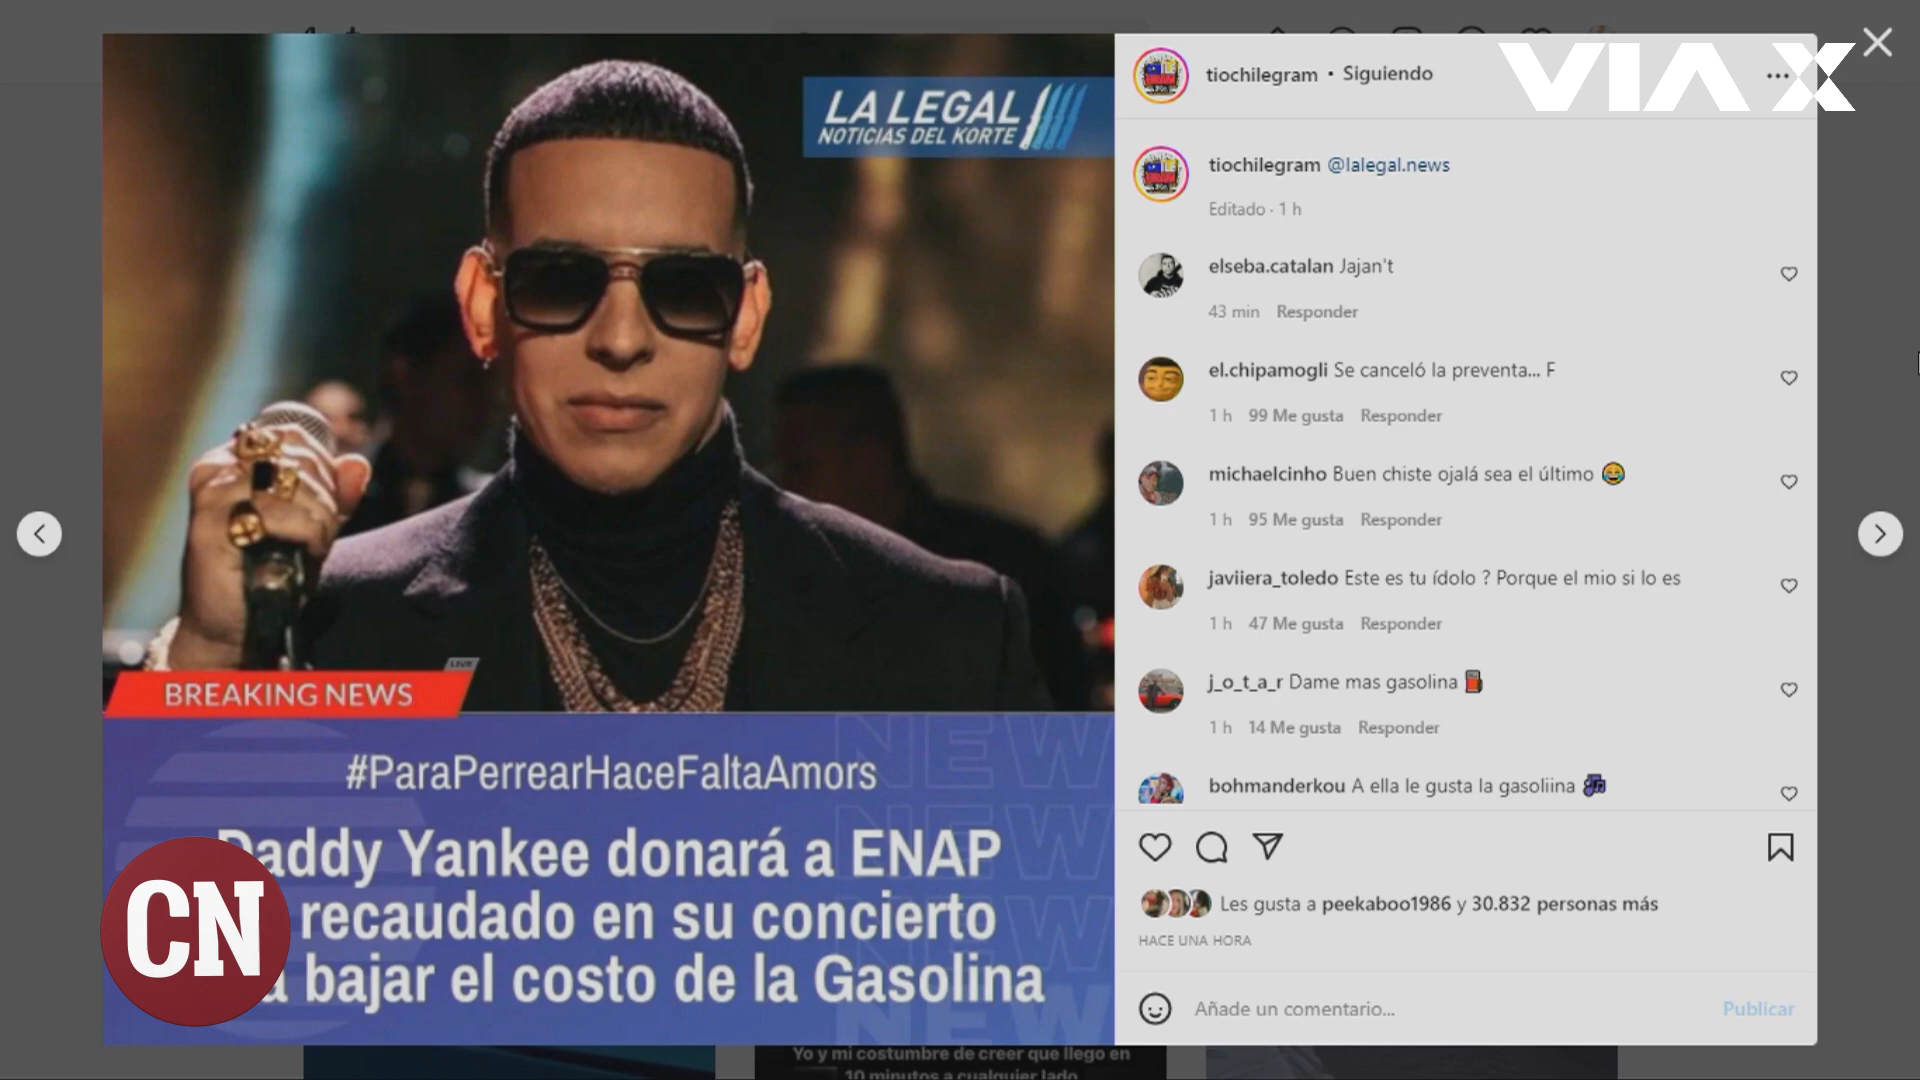 VIA X
LA LEGAL
NOTICIAS DEL KORTE
LIVE
BREAKING NEWS
#ParaPerrearHaceFaltaAmors
Daddy Yankee donará a ENAP
recaudado en su concierto
bajar el costo de la Gasolina
CN
tiochilegram • Siguiendo
tiochilegram @lalegal.news
Editado · 1 h
elseba.catalan Jajan't
43 min Responder
el.chipamogli Se canceló la preventa... F
1 h 99 Me gusta Responder
michaelcinho Buen chiste ojalá sea el último 😂
1 h 95 Me gusta Responder
javiiera_toledo Este es tu ídolo ? Porque el mio si lo es
1 h 47 Me gusta Responder
j_o_t_a_r Dame mas gasolina ⛽
1 h 14 Me gusta Responder
bohmanderkou A ella le gusta la gasoliina 🎶
Les gusta a peekaboo1986 y 30.832 personas más
HACE UNA HORA
Añade un comentario...
Publicar
Yo y mi costumbre de creer que llego en
10 minutos a cualquier lado